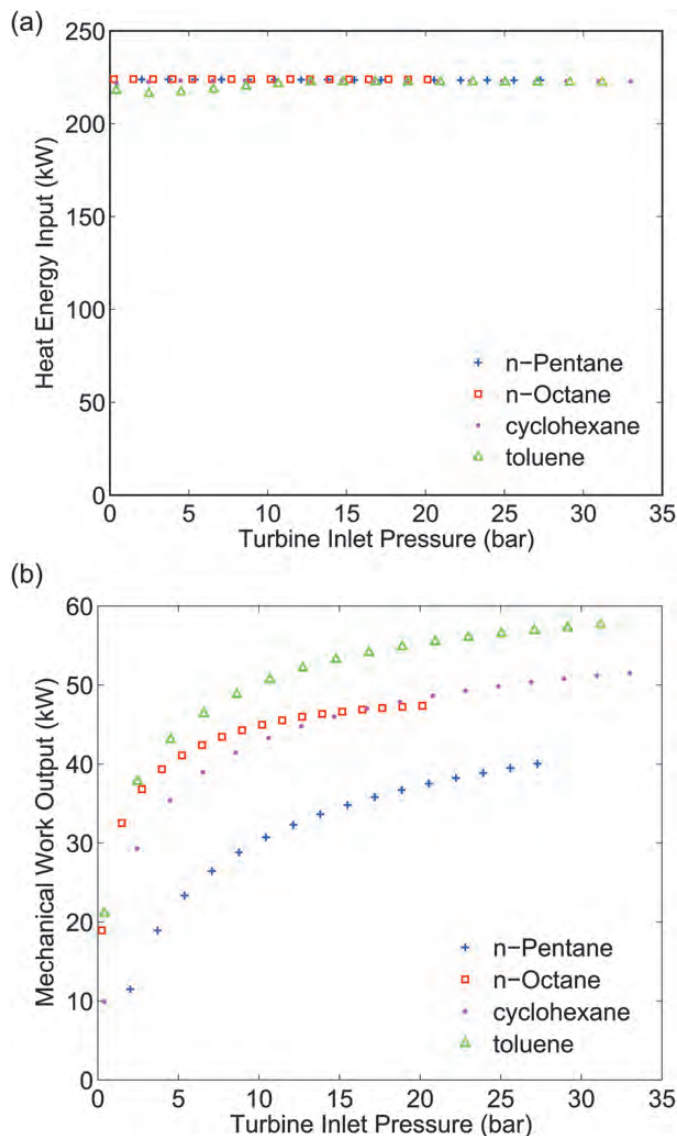 (a)
250
200
150
100
50
0
Heat Energy Input (kW)
n−Pentane
n−Octane
cyclohexane
toluene
0 5 10 15 20 25 30 35
Turbine Inlet Pressure (bar)
(b)
60
50
40
30
20
10
0
Mechanical Work Output (kW)
n−Pentane
n−Octane
cyclohexane
toluene
0 5 10 15 20 25 30 35
Turbine Inlet Pressure (bar)